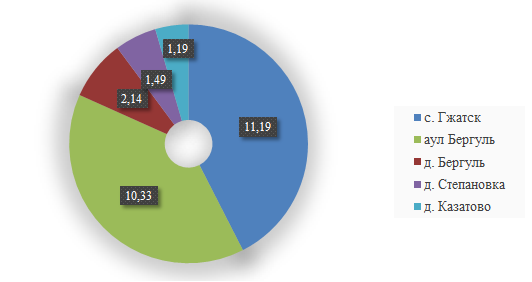 1,19
1,49
2,14
11,19
10,33
с. Гжатск
аул Бергуль
д. Бергуль
д. Степановка
д. Казатово